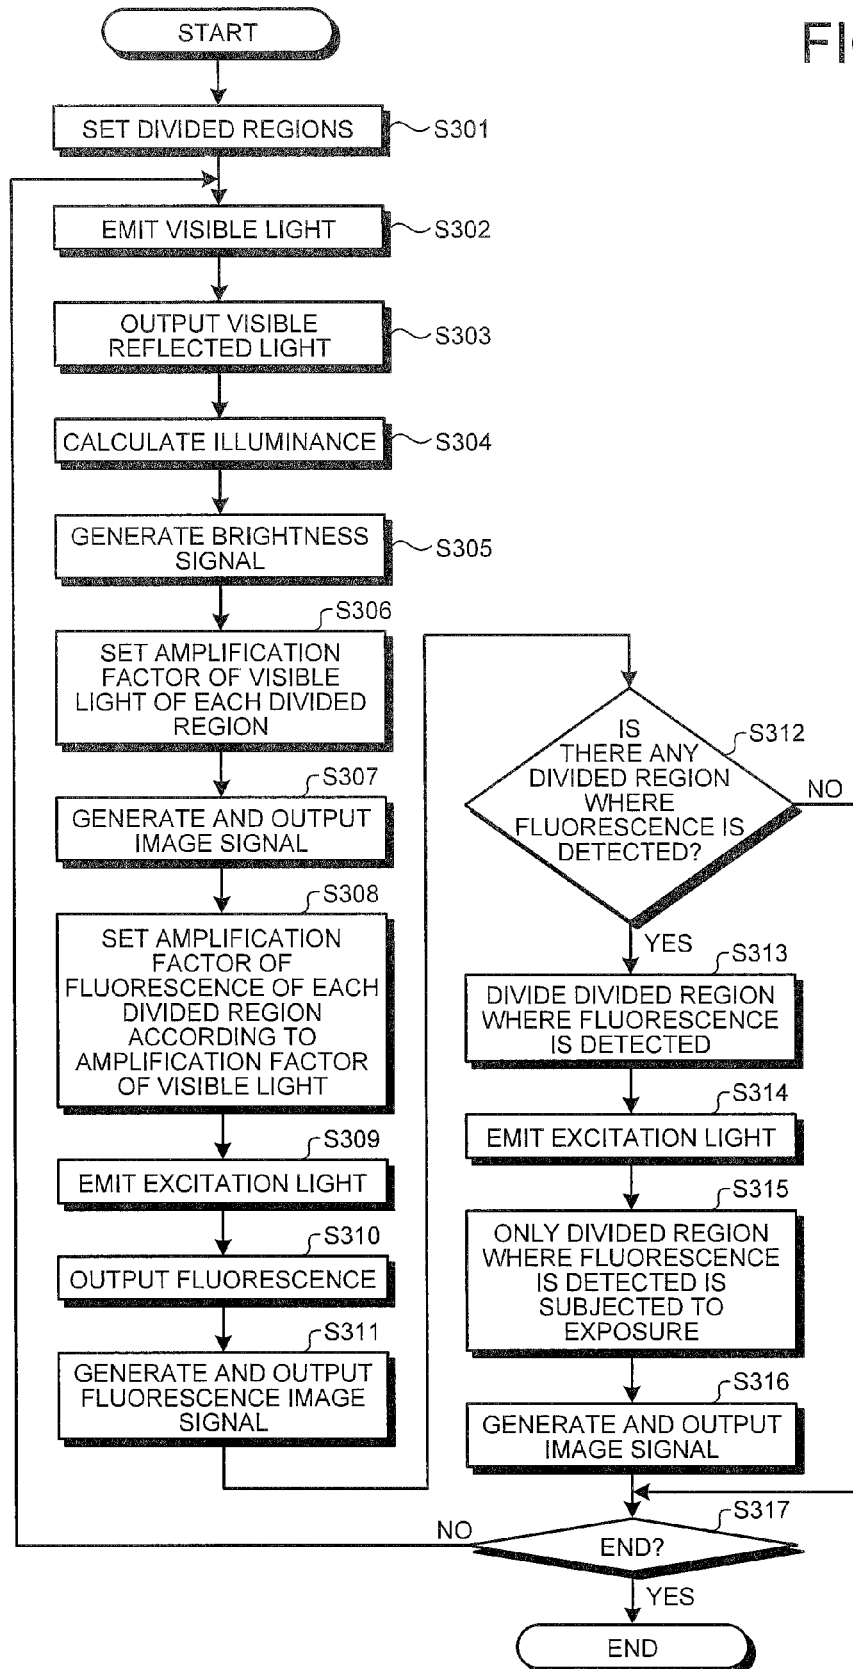 FI
START
SET DIVIDED REGIONS
S301
EMIT VISIBLE LIGHT
S302
OUTPUT VISIBLE
REFLECTED LIGHT
S303
CALCULATE ILLUMINANCE
S304
GENERATE BRIGHTNESS
SIGNAL
S305
S306
SET AMPLIFICATION
FACTOR OF VISIBLE
LIGHT OF EACH DIVIDED
REGION
S307
GENERATE AND OUTPUT
IMAGE SIGNAL
S308
SET AMPLIFICATION
FACTOR OF
FLUORESCENCE OF EACH
DIVIDED REGION
ACCORDING TO
AMPLIFICATION FACTOR
OF VISIBLE LIGHT
S309
EMIT EXCITATION LIGHT
S310
OUTPUT FLUORESCENCE
S311
GENERATE AND OUTPUT
FLUORESCENCE IMAGE
SIGNAL
S312
IS
THERE ANY
DIVIDED REGION
WHERE
FLUORESCENCE IS
DETECTED?
NO
YES
S313
DIVIDE DIVIDED REGION
WHERE FLUORESCENCE
IS DETECTED
S314
EMIT EXCITATION LIGHT
S315
ONLY DIVIDED REGION
WHERE FLUORESCENCE
IS DETECTED IS
SUBJECTED TO
EXPOSURE
S316
GENERATE AND OUTPUT
IMAGE SIGNAL
S317
END?
NO
YES
END